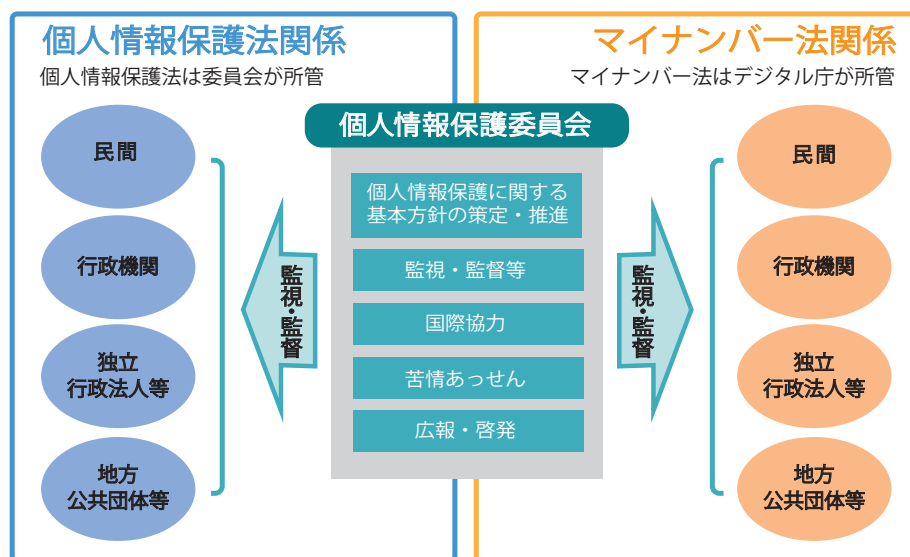 個人情報保護法関係
個人情報保護法は委員会が所管
民間
行政機関
独立
行政法人等
地方
公共団体等
監視・監督
個人情報保護委員会
個人情報保護に関する
基本方針の策定・推進
監視・監督等
国際協力
苦情あっせん
広報・啓発
監視・監督
マイナンバー法関係
マイナンバー法はデジタル庁が所管
民間
行政機関
独立
行政法人等
地方
公共団体等